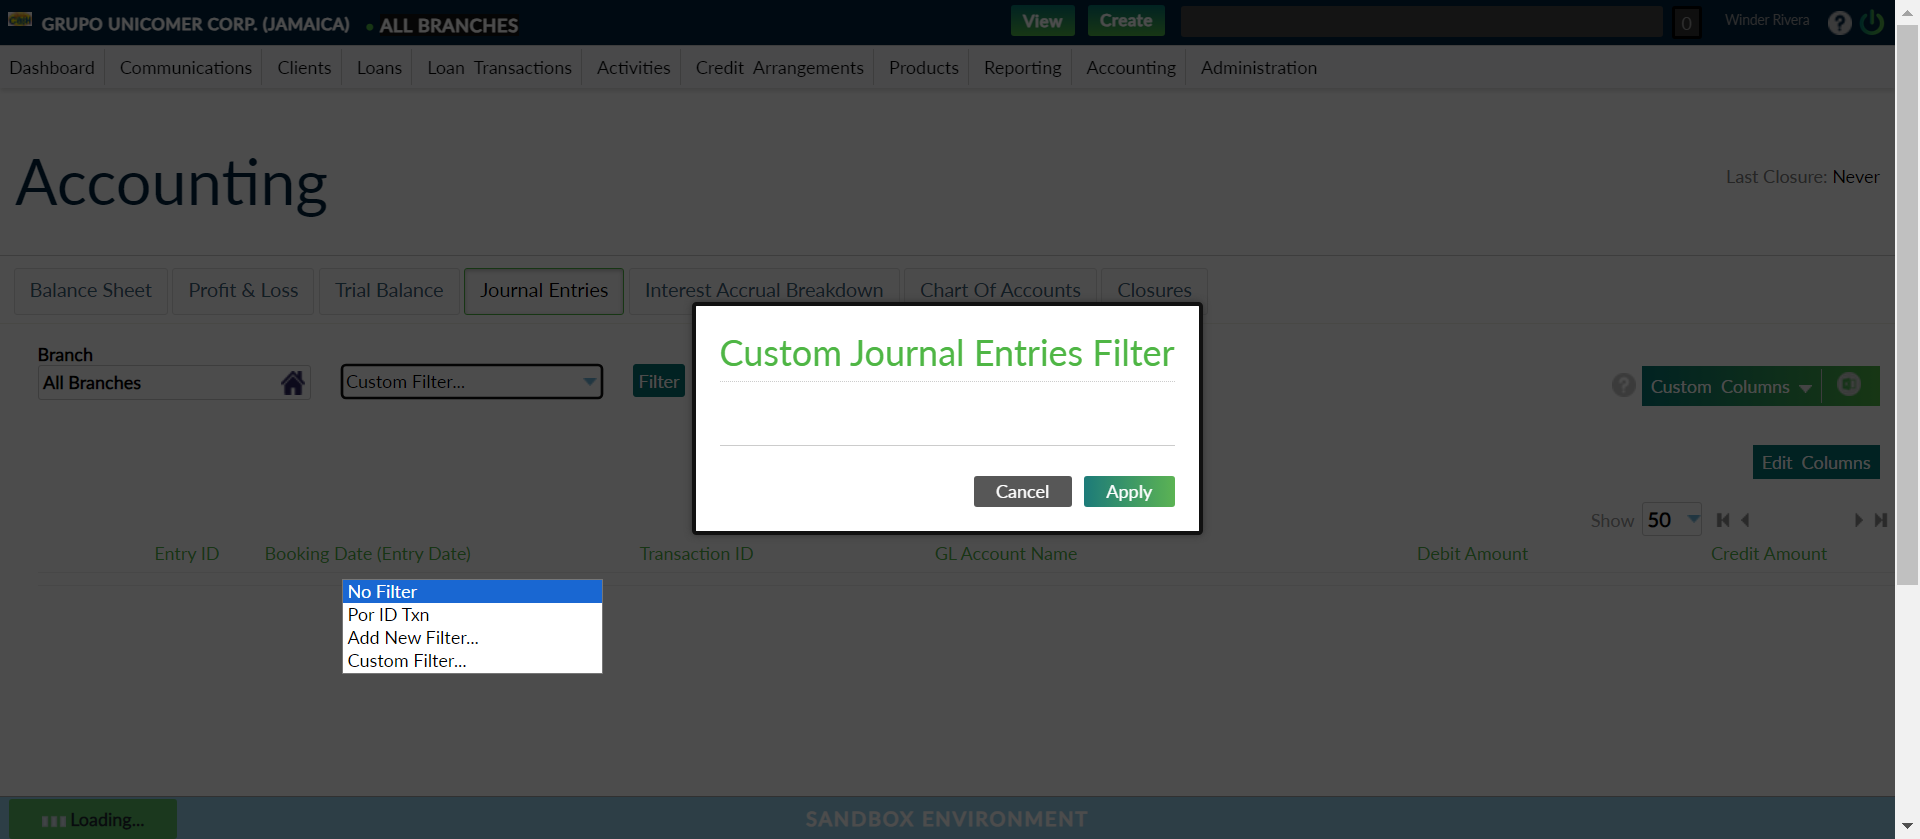 GRUPO UNICOMER CORP. (JAMAICA) • ALL BRANCHES View Create 0 Winder Rivera ?
Dashboard Communications Clients Loans Loan Transactions Activities Credit Arrangements Products Reporting Accounting Administration
Accounting
Last Closure: Never
Balance Sheet Profit & Loss Trial Balance Journal Entries Interest Accrual Breakdown Chart Of Accounts Closures
Custom Journal Entries Filter
Cancel Apply
Branch
All Branches Custom Filter... Filter ? Custom Columns
Edit Columns
Show 50
Entry ID Booking Date (Entry Date) Transaction ID GL Account Name Debit Amount Credit Amount
No Filter
Por ID Txn
Add New Filter...
Custom Filter...
Loading... SANDBOX ENVIRONMENT